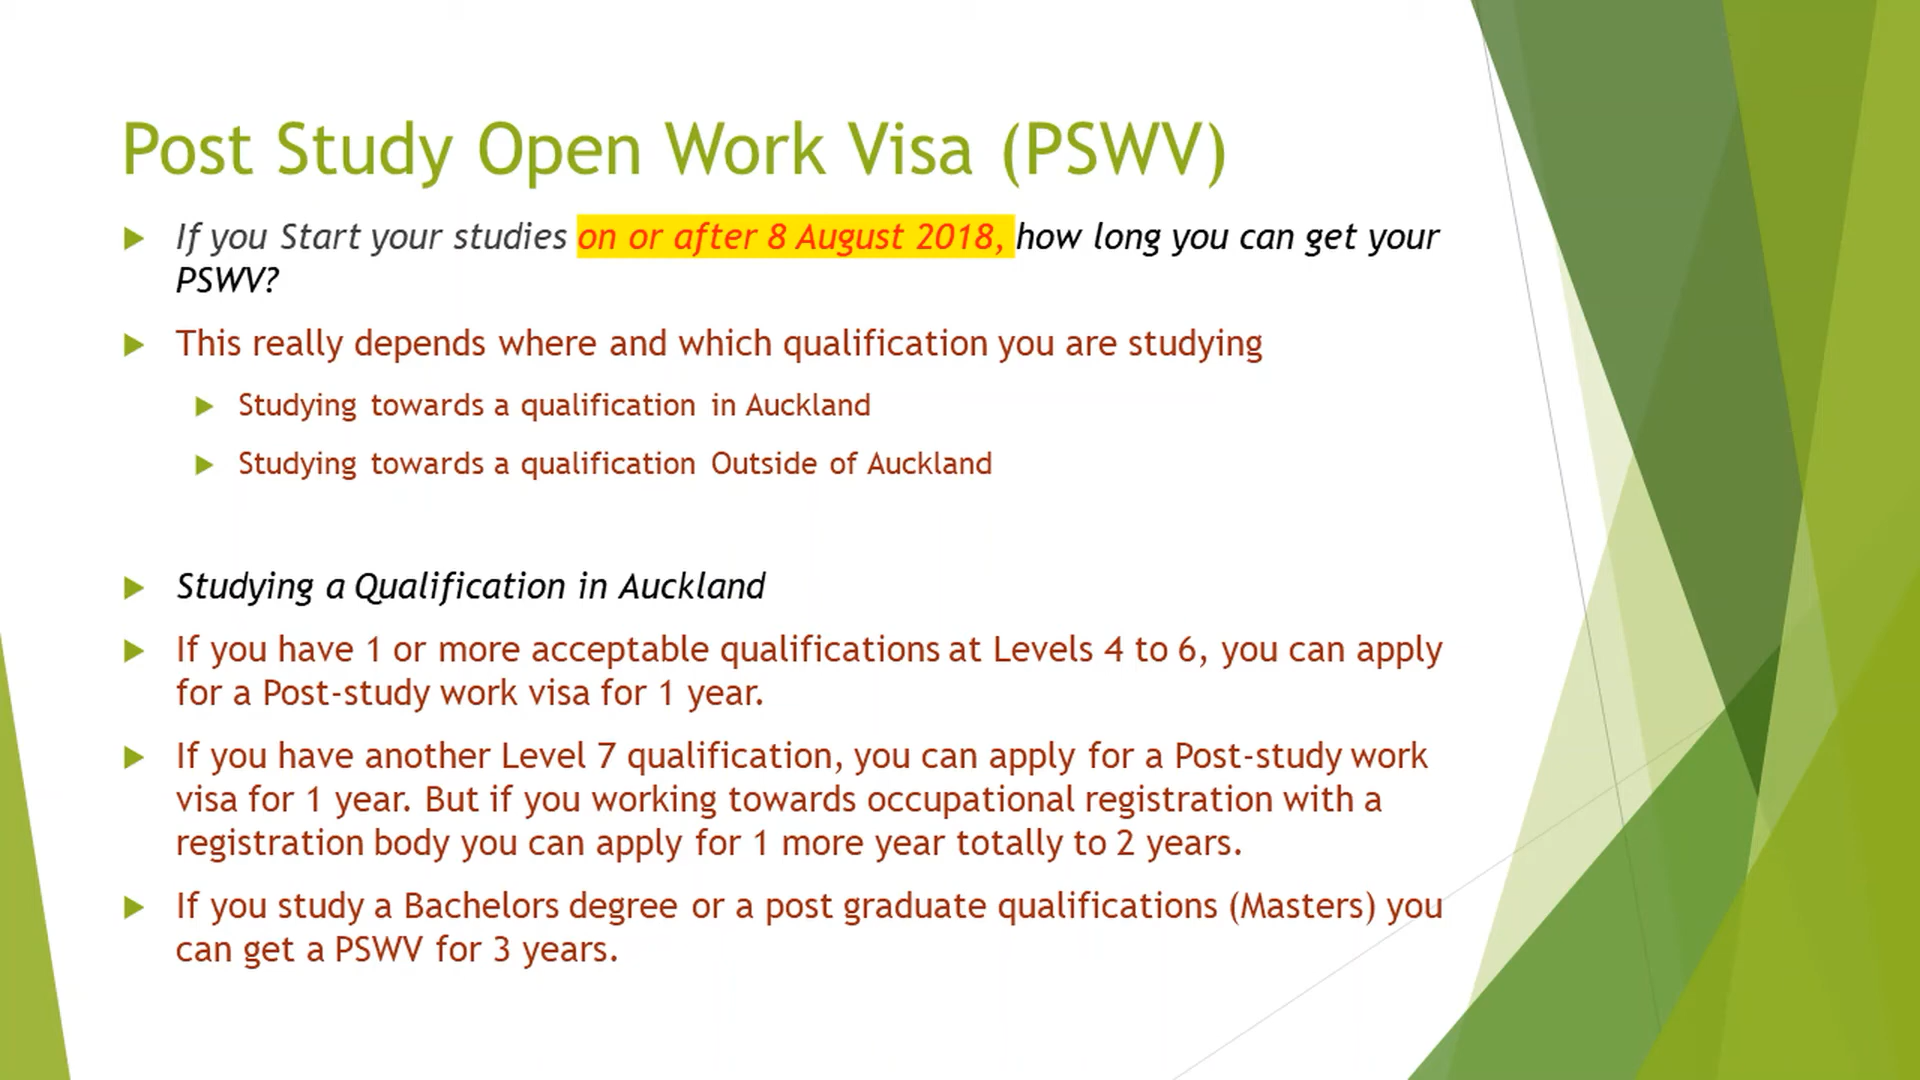 Post Study Open Work Visa (PSWV)
If you Start your studies on or after 8 August 2018, how long you can get your
PSWV?
This really depends where and which qualification you are studying
Studying towards a qualification in Auckland
Studying towards a qualification Outside of Auckland
Studying a Qualification in Auckland
If you have 1 or more acceptable qualifications at Levels 4 to 6, you can apply
for a Post-study work visa for 1 year.
If you have another Level 7 qualification, you can apply for a Post-study work
visa for 1 year. But if you working towards occupational registration with a
registration body you can apply for 1 more year totally to 2 years.
If you study a Bachelors degree or a post graduate qualifications (Masters) you
can get a PSWV for 3 years.